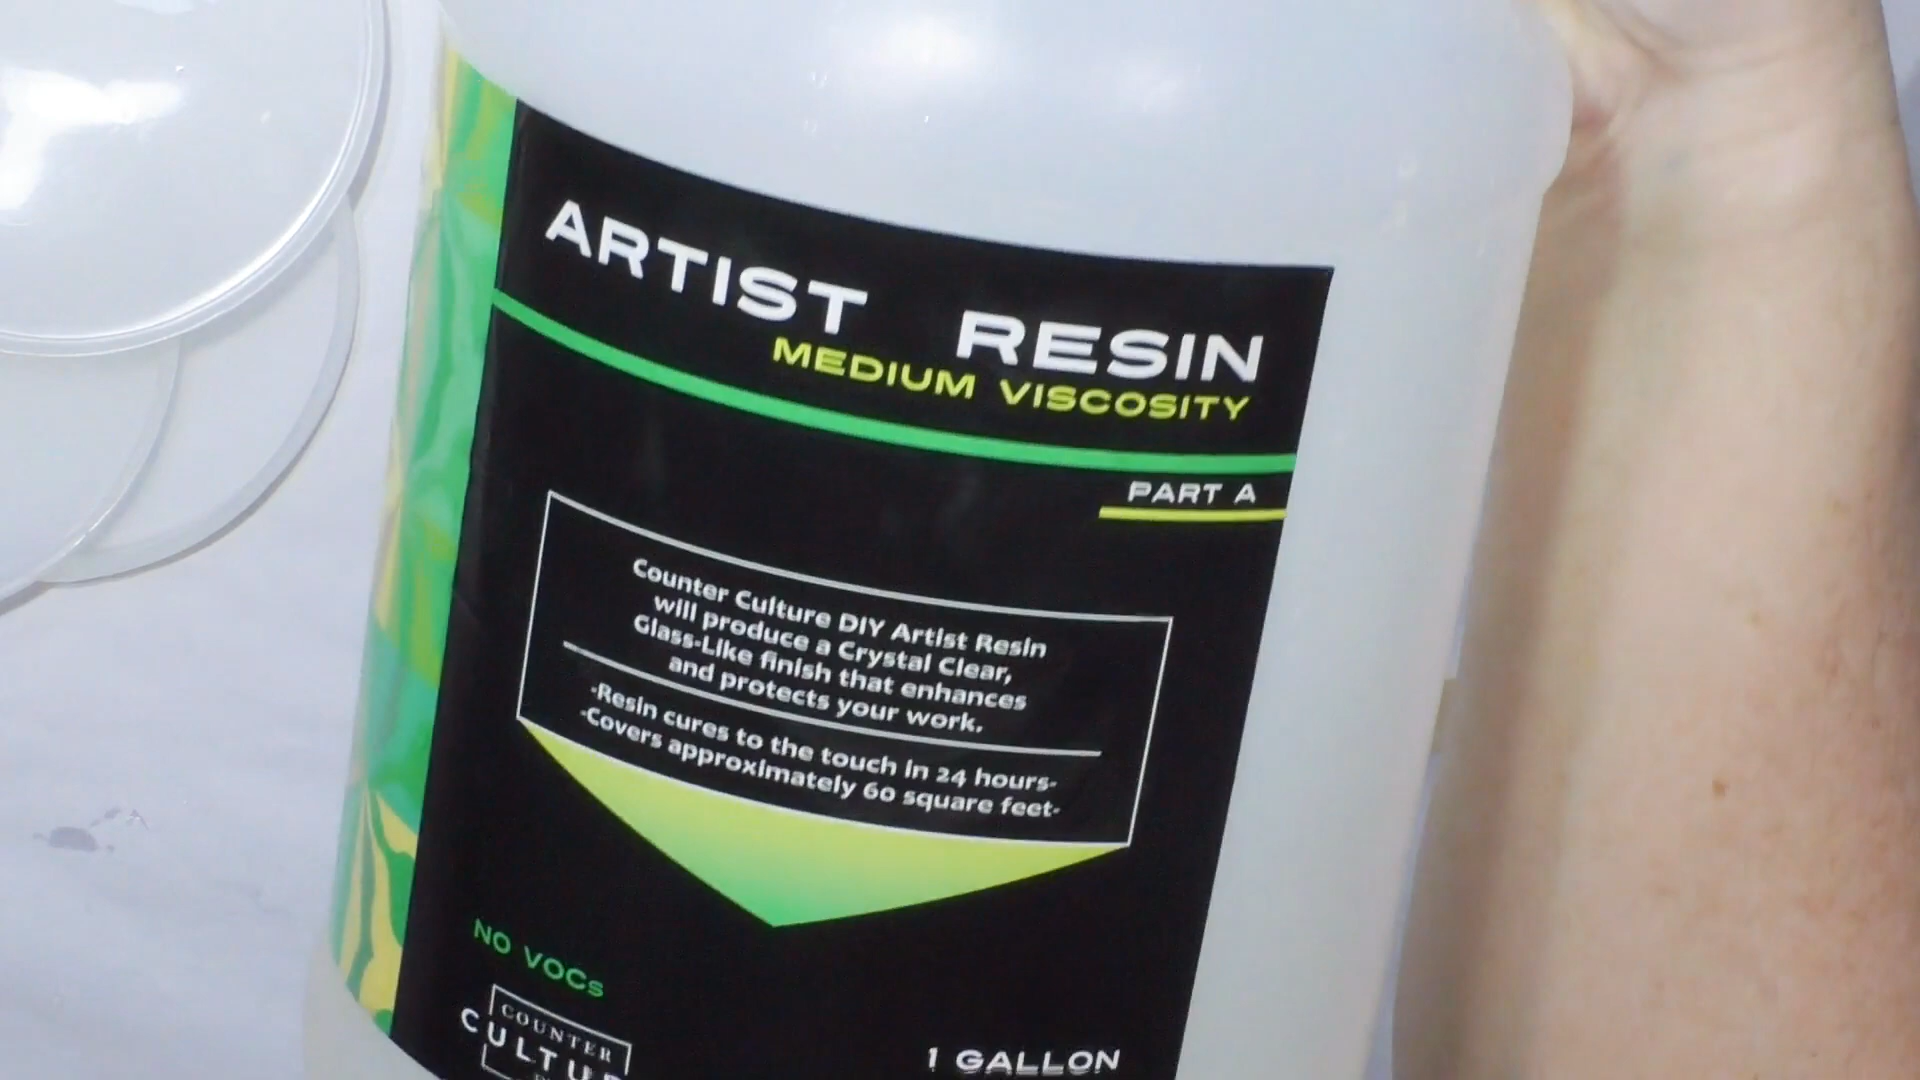 ARTIST RESIN
MEDIUM VISCOSITY
PART A
Counter Culture DIY Artist Resin
will produce a Crystal Clear,
Glass-Like finish that enhances
and protects your work.
-Resin cures to the touch in 24 hours-
-Covers approximately 60 square feet-
NO VOCs
COUNTER
1 GALLON